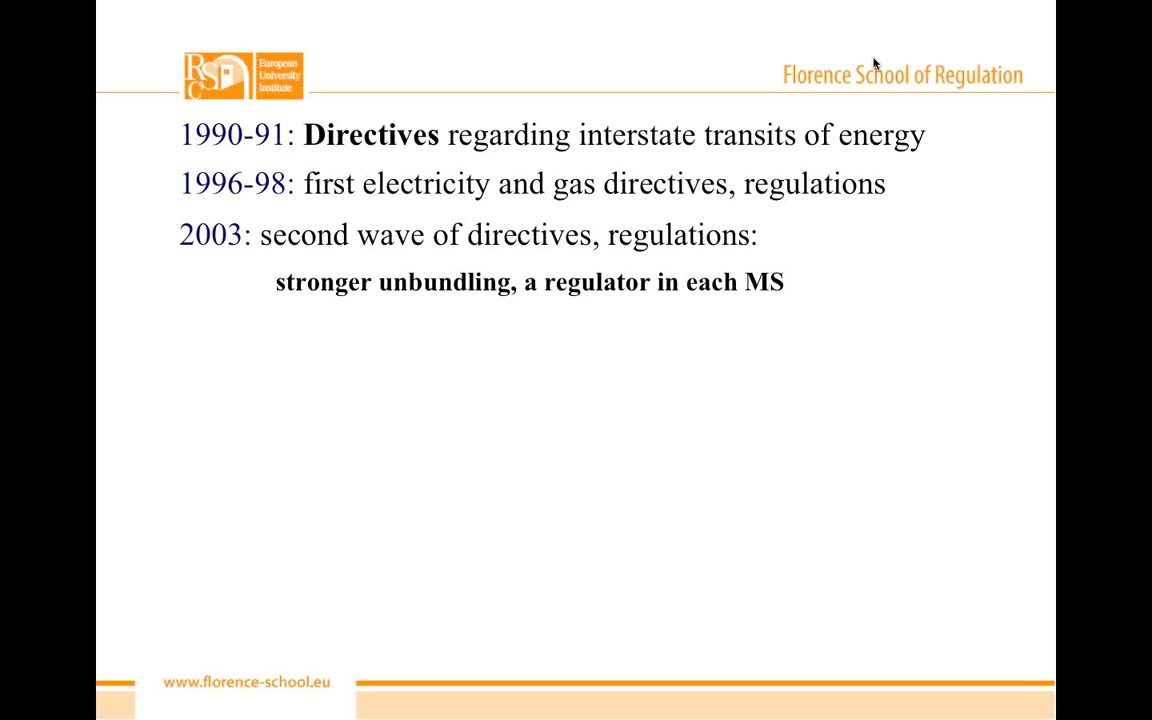 RSC
European
University
Institute
Florence School of Regulation
1990-91: Directives regarding interstate transits of energy
1996-98: first electricity and gas directives, regulations
2003: second wave of directives, regulations:
stronger unbundling, a regulator in each MS
www.florence-school.eu